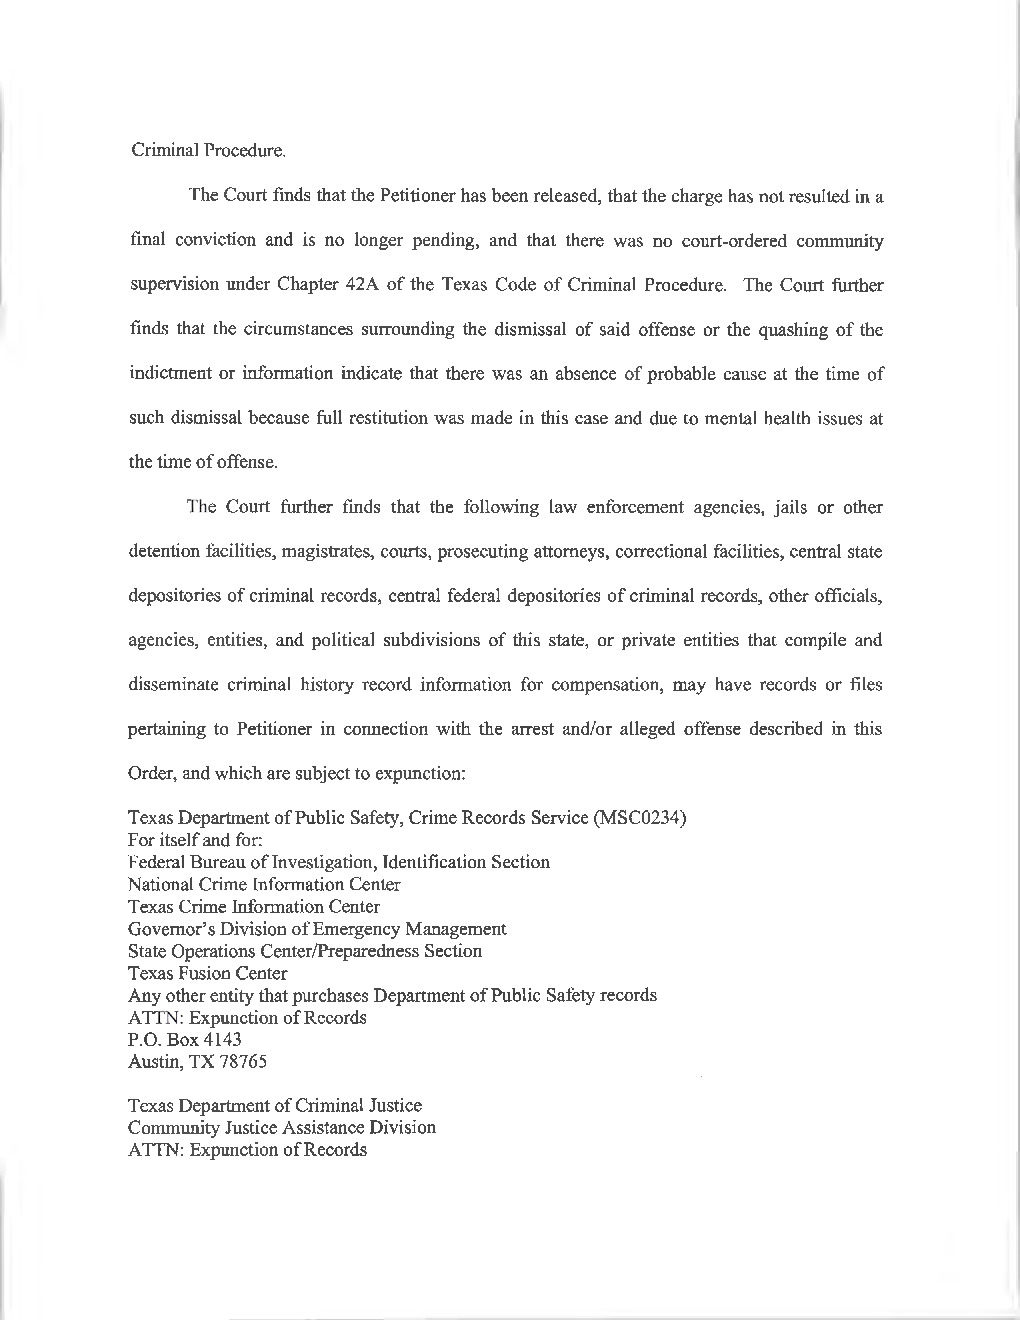 Criminal Procedure.
The Court finds that the Petitioner has been released, that the charge has not resulted in a
final conviction and is no longer pending, and that there was no court-ordered community
supervision under Chapter 42A of the Texas Code of Criminal Procedure. The Court further
finds that the circumstances surrounding the dismissal of said offense or the quashing of the
indictment or information indicate that there was an absence of probable cause at the time of
such dismissal because full restitution was made in this case and due to mental health issues at
the time of offense.
The Court further finds that the following law enforcement agencies, jails or other
detention facilities, magistrates, courts, prosecuting attorneys, correctional facilities, central state
depositories of criminal records, central federal depositories of criminal records, other officials,
agencies, entities, and political subdivisions of this state, or private entities that compile and
disseminate criminal history record information for compensation, may have records or files
pertaining to Petitioner in connection with the arrest and/or alleged offense described in this
Order, and which are subject to expunction:
Texas Department of Public Safety, Crime Records Service (MSC0234)
For itself and for:
Federal Bureau of Investigation, Identification Section
National Crime Information Center
Texas Crime Information Center
Governor's Division of Emergency Management
State Operations Center/Preparedness Section
Texas Fusion Center
Any other entity that purchases Department of Public Safety records
ATTN: Expunction of Records
P.O. Box 4143
Austin, TX 78765
Texas Department of Criminal Justice
Community Justice Assistance Division
ATTN: Expunction of Records